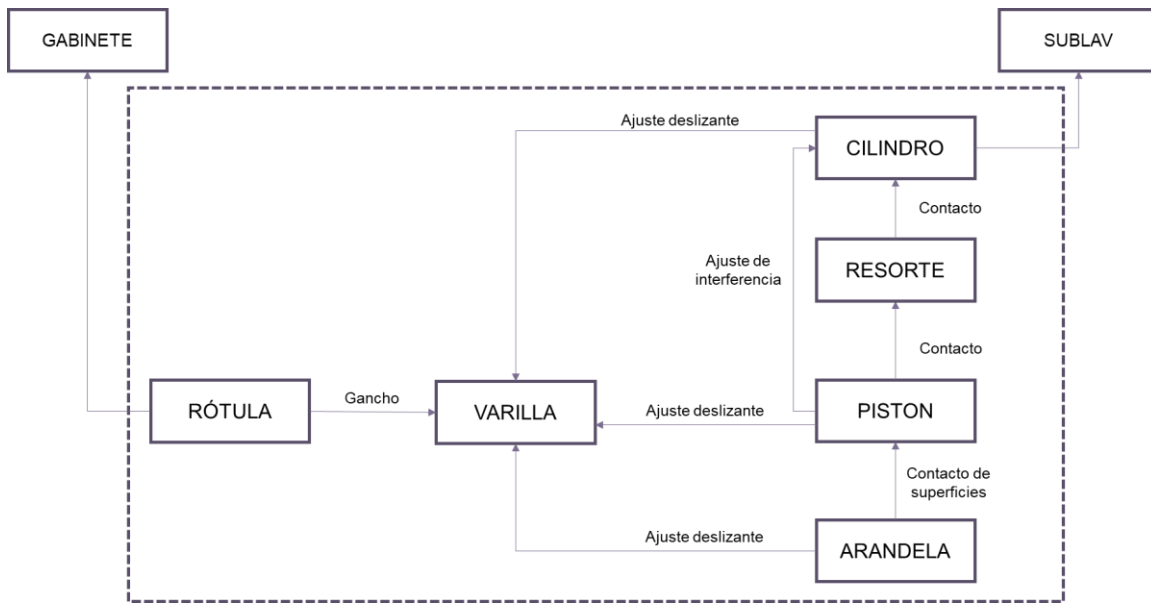 GABINETE
SUBLAV
Ajuste deslizante
CILINDRO
Contacto
Ajuste de
interferencia
RESORTE
Contacto
RÓTULA
Gancho
VARILLA
Ajuste deslizante
PISTON
Contacto de
superficies
Ajuste deslizante
ARANDELA